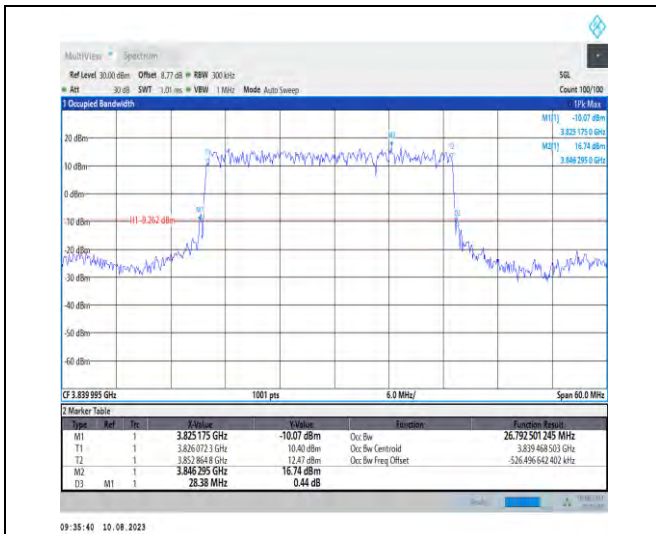 MultiView Spectrum
Ref Level 30.00 dBm Offset 8.77 dB RBW 300 kHz SGL
Att 30 dB SWT 1.01 ms VBW 1 MHz Mode Auto Sweep Count 100/100
1 Occupied Bandwidth 1Pk Max
M1[1] -10.07 dBm
3.825 175 0 GHz
M2[1] 16.74 dBm
3.846 295 0 GHz
20 dBm
10 dBm
0 dBm
-10 dBm
H1 -9.262 dBm
-20 dBm
-30 dBm
-40 dBm
-50 dBm
-60 dBm
M1
T1
M2
T2
D3
CF 3.839 995 GHz 1001 pts 6.0 MHz/ Span 60.0 MHz
2 Marker Table
Type Ref Trc X-Value Y-Value Function Function Result
M1 1 3.825 175 GHz -10.07 dBm Occ Bw 26.792 501 245 MHz
T1 1 3.826 072 3 GHz 10.40 dBm Occ Bw Centroid 3.839 468 503 GHz
T2 1 3.852 864 8 GHz 12.47 dBm Occ Bw Freq Offset -526.496 642 402 kHz
M2 1 3.846 295 GHz 16.74 dBm
D3 M1 1 28.38 MHz 0.44 dB
09:35:40 10.08.2023